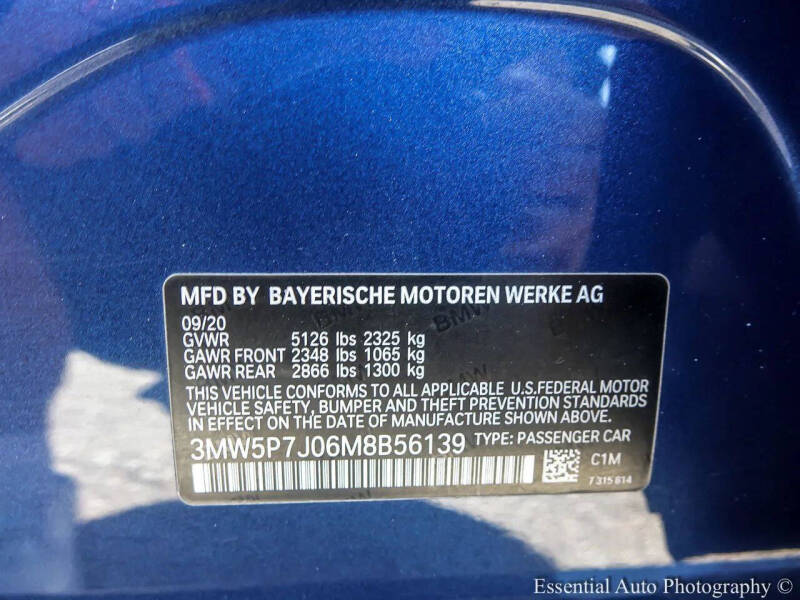 MFD BY BAYERISCHE MOTOREN WERKE AG
09/20
GVWR 5126 lbs 2325 kg
GAWR FRONT 2348 lbs 1065 kg
GAWR REAR 2866 lbs 1300 kg
THIS VEHICLE CONFORMS TO ALL APPLICABLE U.S.FEDERAL MOTOR
VEHICLE SAFETY, BUMPER AND THEFT PREVENTION STANDARDS
IN EFFECT ON THE DATE OF MANUFACTURE SHOWN ABOVE.
3MW5P7J06M8B56139 TYPE: PASSENGER CAR
C1M
7315614
Essential Auto Photography ©